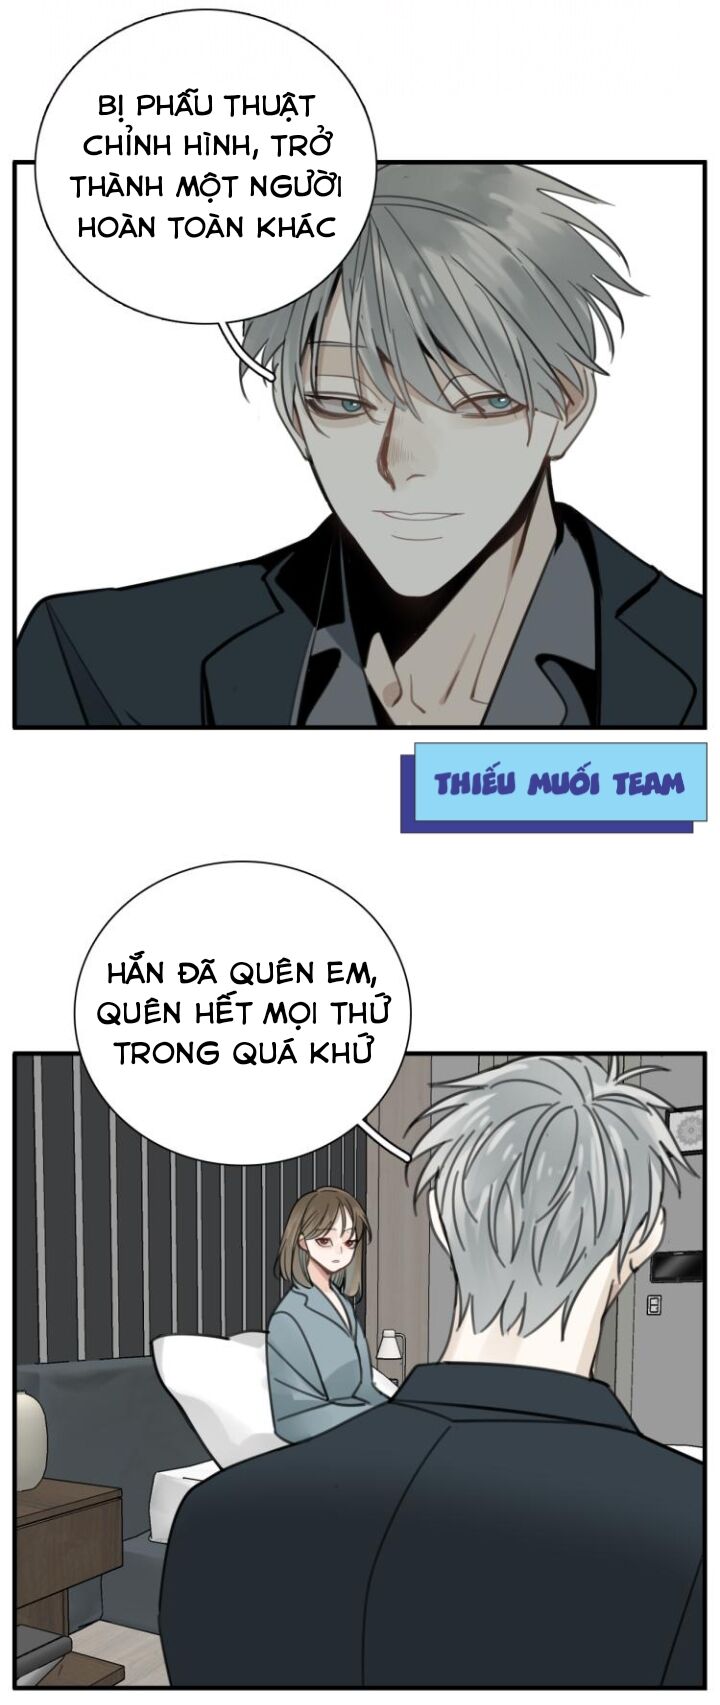 BỊ PHẪU THUẬT
CHỈNH HÌNH, TRỞ
THÀNH MỘT NGƯỜI
HOÀN TOÀN KHÁC
THIẾU MUỐI TEAM
HẮN ĐÃ QUÊN EM,
QUÊN HẾT MỌI THỨ
TRONG QUÁ KHỨ